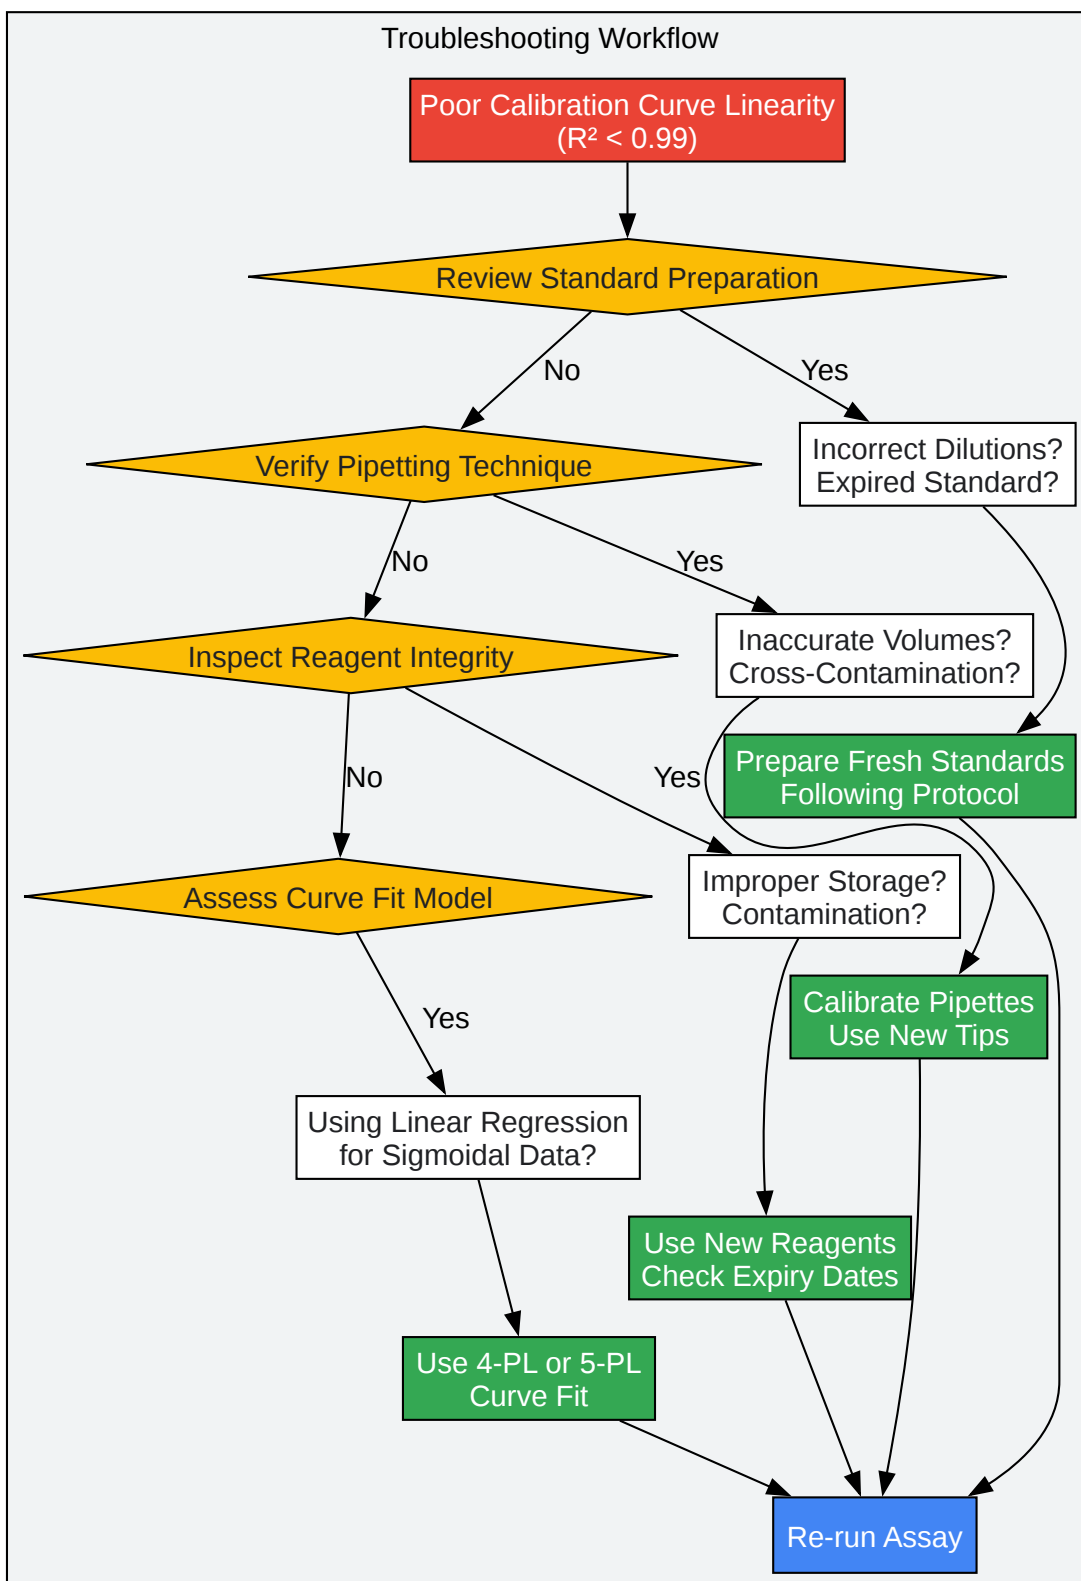 Troubleshooting Workflow
Poor Calibration Curve Linearity
(R² < 0.99)
Review Standard Preparation
No
Yes
Verify Pipetting Technique
Incorrect Dilutions?
Expired Standard?
No
Yes
Inspect Reagent Integrity
Inaccurate Volumes?
Cross-Contamination?
No
Yes
Prepare Fresh Standards
Following Protocol
Assess Curve Fit Model
Improper Storage?
Contamination?
Yes
Calibrate Pipettes
Use New Tips
Using Linear Regression
for Sigmoidal Data?
Use New Reagents
Check Expiry Dates
Use 4-PL or 5-PL
Curve Fit
Re-run Assay